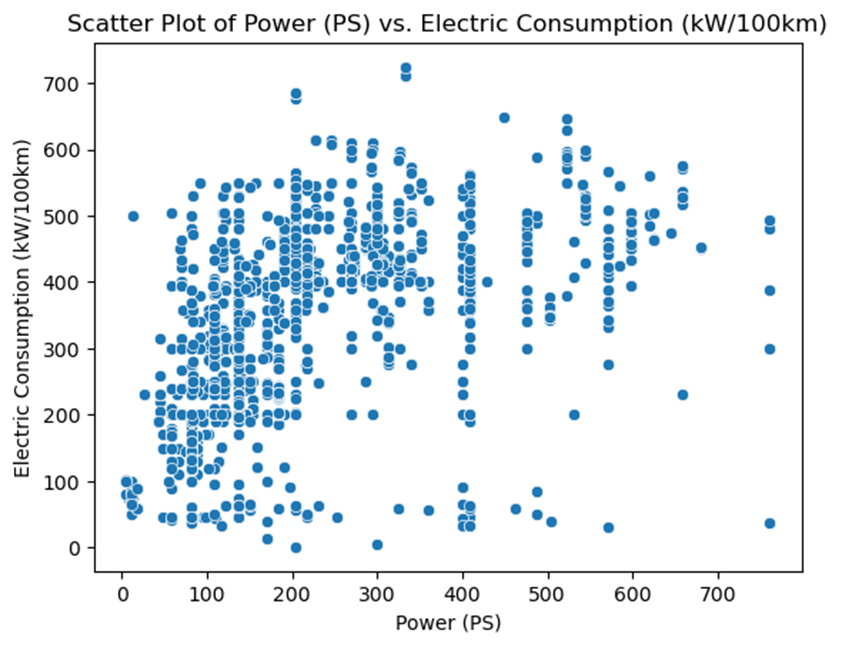 Scatter Plot of Power (PS) vs. Electric Consumption (kW/100km)
700
600
500
400
300
200
100
0
Electric Consumption (kW/100km)
0 100 200 300 400 500 600 700
Power (PS)